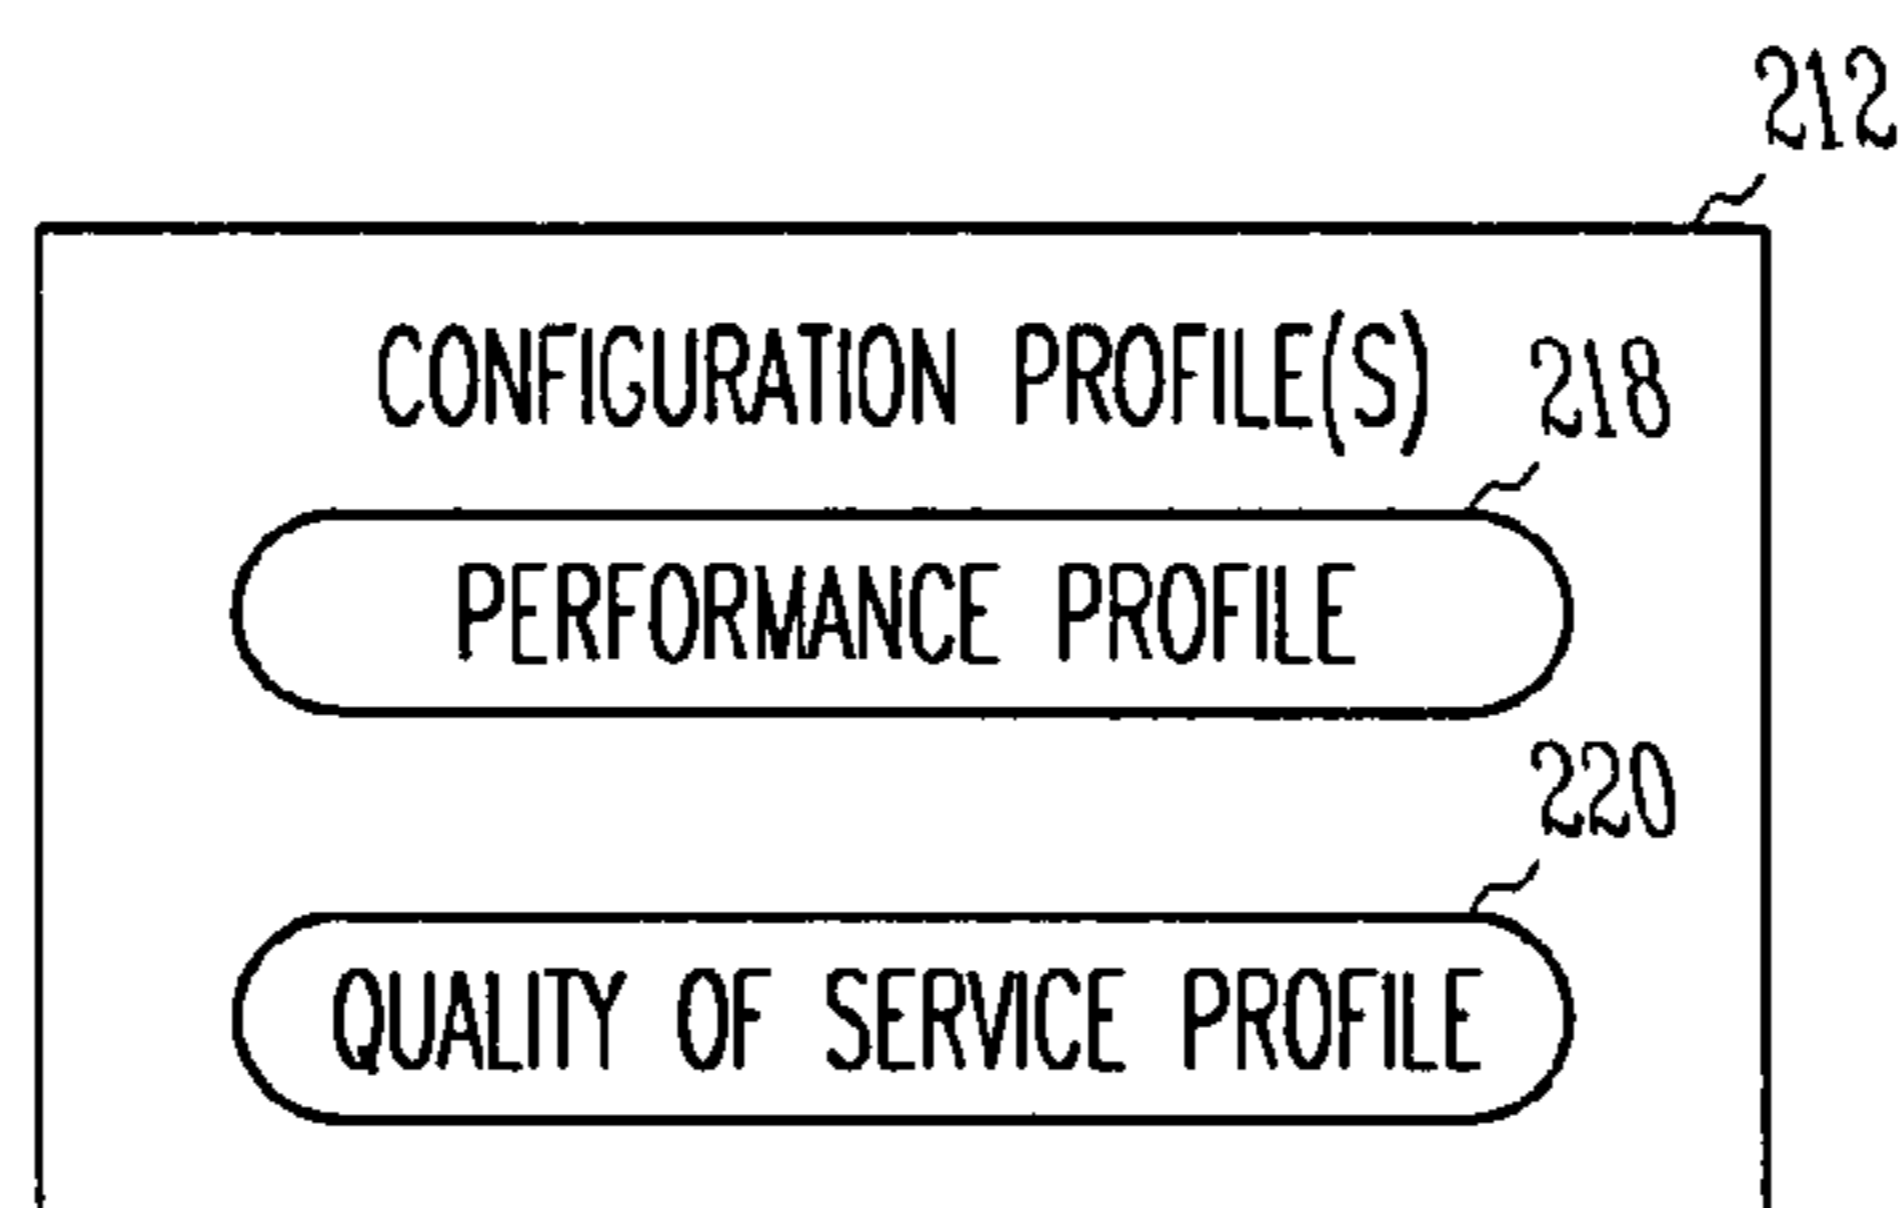 212
CONFIGURATION PROFILE(S)
218
PERFORMANCE PROFILE
220
QUALITY OF SERVICE PROFILE